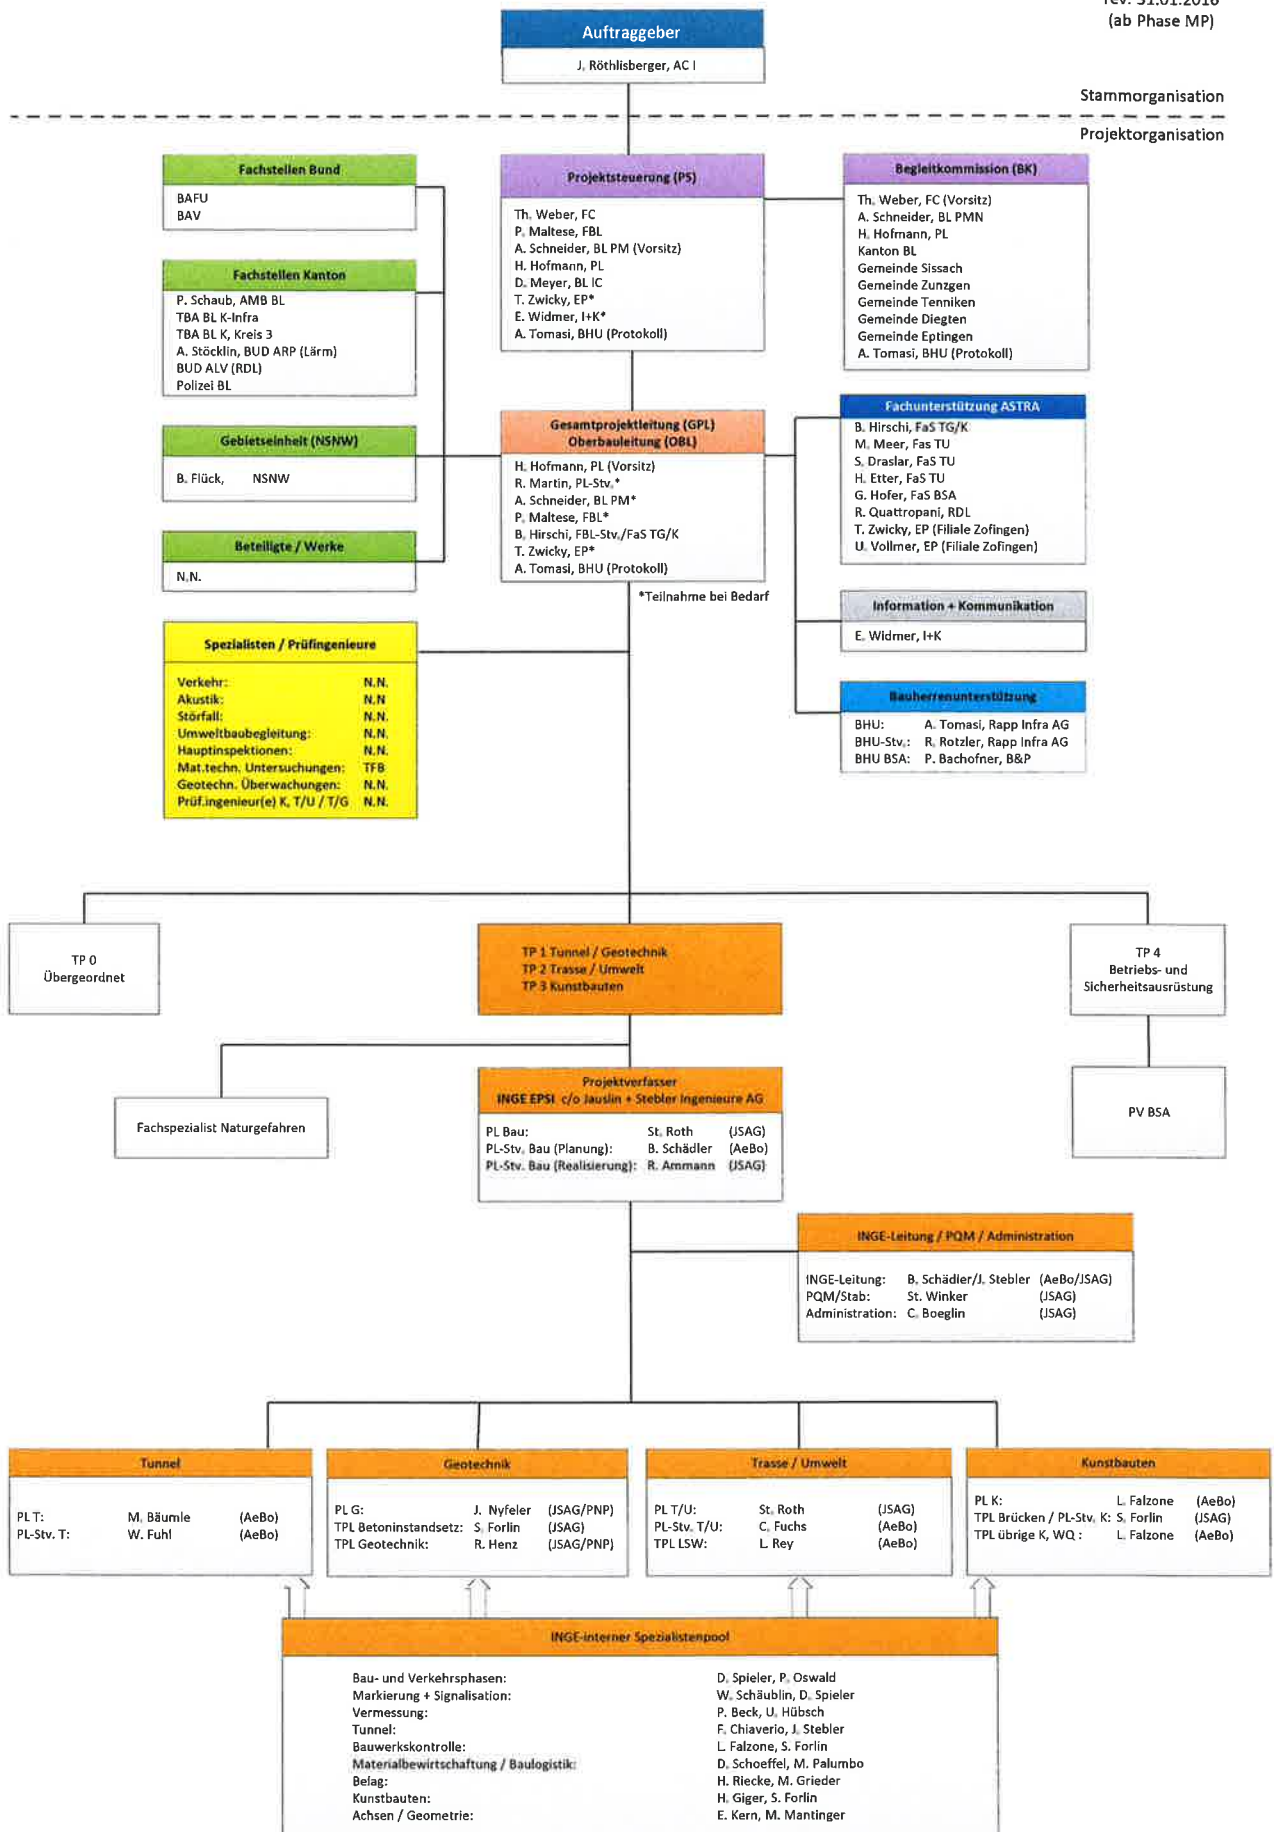 rev. 31.01.2016
(ab Phase MP)
Auftraggeber
J. Röthlisberger, AC I
Stammorganisation
Projektorganisation
Fachstellen Bund
BAFU
BAV
Projektsteuerung (PS)
Th. Weber, FC
P. Maltese, FBL
A. Schneider, BL PM (Vorsitz)
H. Hofmann, PL
D. Meyer, BL IC
T. Zwicky, EP*
E. Widmer, I+K*
A. Tomasi, BHU (Protokoll)
Begleitkommission (BK)
Th. Weber, FC (Vorsitz)
A. Schneider, BL PMN
H. Hofmann, PL
Kanton BL
Gemeinde Sissach
Gemeinde Zunzgen
Gemeinde Tenniken
Gemeinde Diegten
Gemeinde Eptingen
A. Tomasi, BHU (Protokoll)
Fachstellen Kanton
P. Schaub, AMB BL
TBA BL K-Infra
TBA BL K, Kreis 3
A. Stöcklin, BUD ARP (Lärm)
BUD ALV (RDL)
Polizei BL
Gebietseinheit (NSNW)
B. Flück, NSNW
Beteiligte / Werke
N.N.
Gesamtprojektleitung (GPL)
Oberbauleitung (OBL)
H. Hofmann, PL (Vorsitz)
R. Martin, PL-Stv.*
A. Schneider, BL PM*
P. Maltese, FBL*
B. Hirschi, FBL-Stv./FaS TG/K
T. Zwicky, EP*
A. Tomasi, BHU (Protokoll)
*Teilnahme bei Bedarf
Fachunterstützung ASTRA
B. Hirschi, FaS TG/K
M. Meer, Fas TU
S. Draslar, FaS TU
H. Etter, FaS TU
G. Hofer, FaS BSA
R. Quattropani, RDL
T. Zwicky, EP (Filiale Zofingen)
U. Vollmer, EP (Filiale Zofingen)
Information + Kommunikation
E. Widmer, I+K
Bauherrenunterstützung
BHU: A. Tomasi, Rapp Infra AG
BHU-Stv.: R. Rotzler, Rapp Infra AG
BHU BSA: P. Bachofner, B&P
Spezialisten / Prüfingenieure
Verkehr: N.N.
Akustik: N.N
Störfall: N.N.
Umweltbaubegleitung: N.N.
Hauptinspektionen: N.N.
Mat.techn. Untersuchungen: TFB
Geotechn. Überwachungen: N.N.
Prüf.ingenieur(e) K, T/U / T/G N.N.
TP 0
Übergeordnet
TP 1 Tunnel / Geotechnik
TP 2 Trasse / Umwelt
TP 3 Kunstbauten
TP 4
Betriebs- und
Sicherheitsausrüstung
Fachspezialist Naturgefahren
Projektverfasser
INGE EPSI c/o Jauslin + Stebler Ingenieure AG
PL Bau: St. Roth (JSAG)
PL-Stv. Bau (Planung): B. Schädler (AeBo)
PL-Stv. Bau (Realisierung): R. Ammann (JSAG)
PV BSA
INGE-Leitung / PQM / Administration
INGE-Leitung: B. Schädler/J. Stebler (AeBo/JSAG)
PQM/Stab: St. Winker (JSAG)
Administration: C. Boeglin (JSAG)
Tunnel
PL T: M. Bäumle (AeBo)
PL-Stv. T: W. Fuhl (AeBo)
Geotechnik
PL G: J. Nyfeler (JSAG/PNP)
TPL Betoninstandsetz: S. Forlin (JSAG)
TPL Geotechnik: R. Henz (JSAG/PNP)
Trasse / Umwelt
PL T/U: St. Roth (JSAG)
PL-Stv. T/U: C. Fuchs (AeBo)
TPL LSW: L. Rey (AeBo)
Kunstbauten
PL K: L. Falzone (AeBo)
TPL Brücken / PL-Stv. K: S. Forlin (JSAG)
TPL übrige K, WQ : L. Falzone (AeBo)
INGE-interner Spezialistenpool
Bau- und Verkehrsphasen: D. Spieler, P. Oswald
Markierung + Signalisation: W. Schäublin, D. Spieler
Vermessung: P. Beck, U. Hübsch
Tunnel: F. Chiaverio, J. Stebler
Bauwerkskontrolle: L. Falzone, S. Forlin
Materialbewirtschaftung / Baulogistik: D. Schoeffel, M. Palumbo
Belag: H. Riecke, M. Grieder
Kunstbauten: H. Giger, S. Forlin
Achsen / Geometrie: E. Kern, M. Mantinger